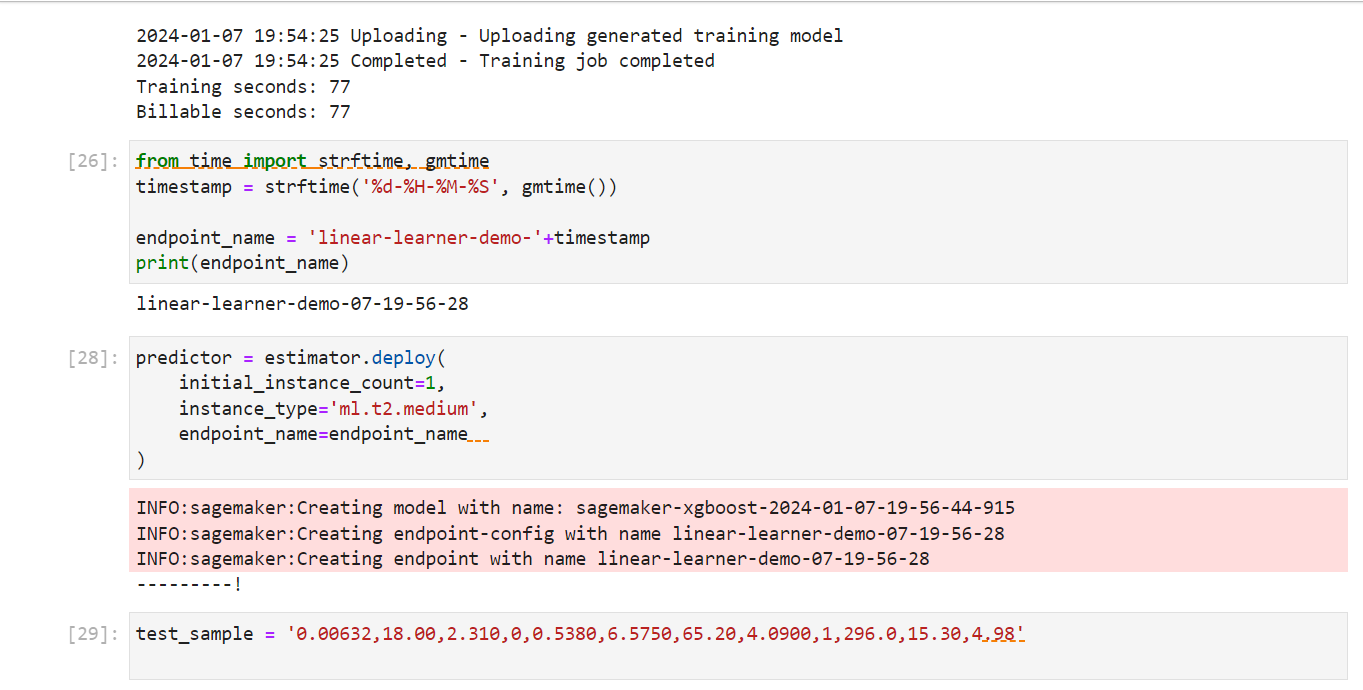 2024-01-07 19:54:25 Uploading - Uploading generated training model
2024-01-07 19:54:25 Completed - Training job completed
Training seconds: 77
Billable seconds: 77
[26]: from time import strftime, gmtime
timestamp = strftime('%d-%H-%M-%S', gmtime())
endpoint_name = 'linear-learner-demo-'+timestamp
print(endpoint_name)
linear-learner-demo-07-19-56-28
[28]: predictor = estimator.deploy(
initial_instance_count=1,
instance_type='ml.t2.medium',
endpoint_name=endpoint_name
)
INFO:sagemaker:Creating model with name: sagemaker-xgboost-2024-01-07-19-56-44-915
INFO:sagemaker:Creating endpoint-config with name linear-learner-demo-07-19-56-28
INFO:sagemaker:Creating endpoint with name linear-learner-demo-07-19-56-28
---------!
[29]: test_sample = '0.00632,18.00,2.310,0,0.5380,6.5750,65.20,4.0900,1,296.0,15.30,4,98'